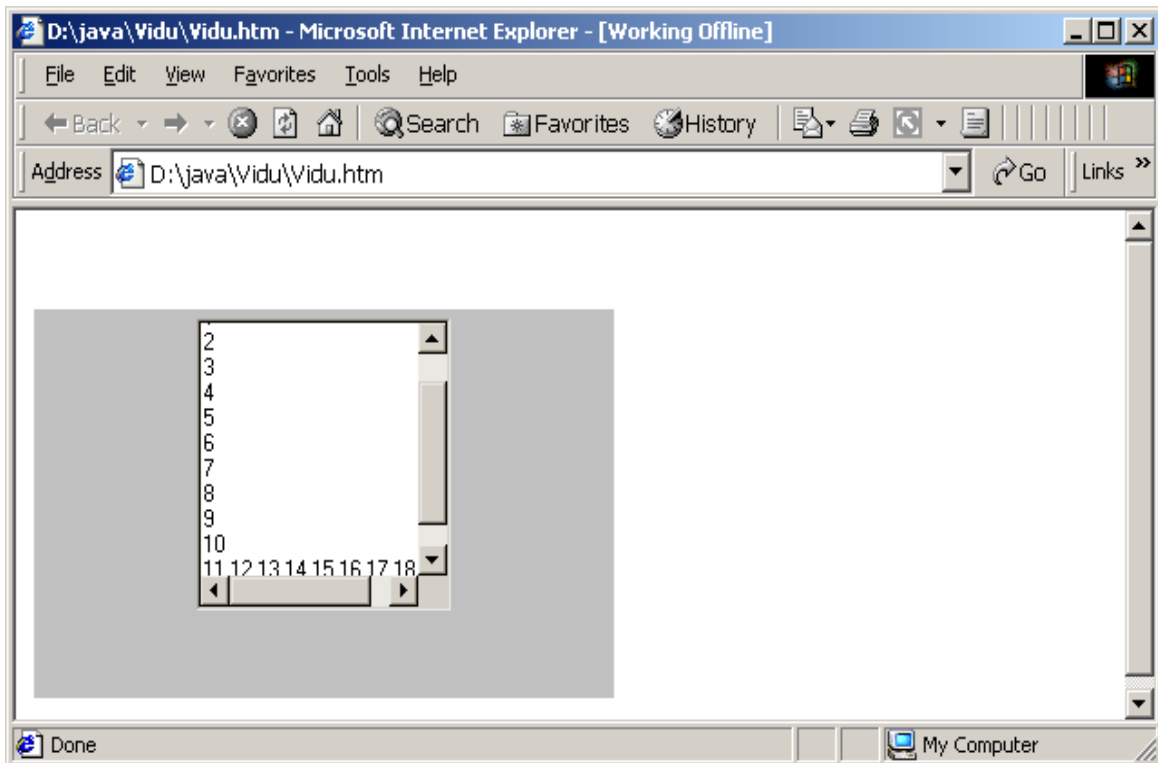 D:\java\Vidu\Vidu.htm - Microsoft Internet Explorer - [Working Offline]
File Edit View Favorites Tools Help
Back Search Favorites History
Address D:\java\Vidu\Vidu.htm Go Links »
2
3
4
5
6
7
8
9
10
11 12 13 14 15 16 17 18
Done My Computer